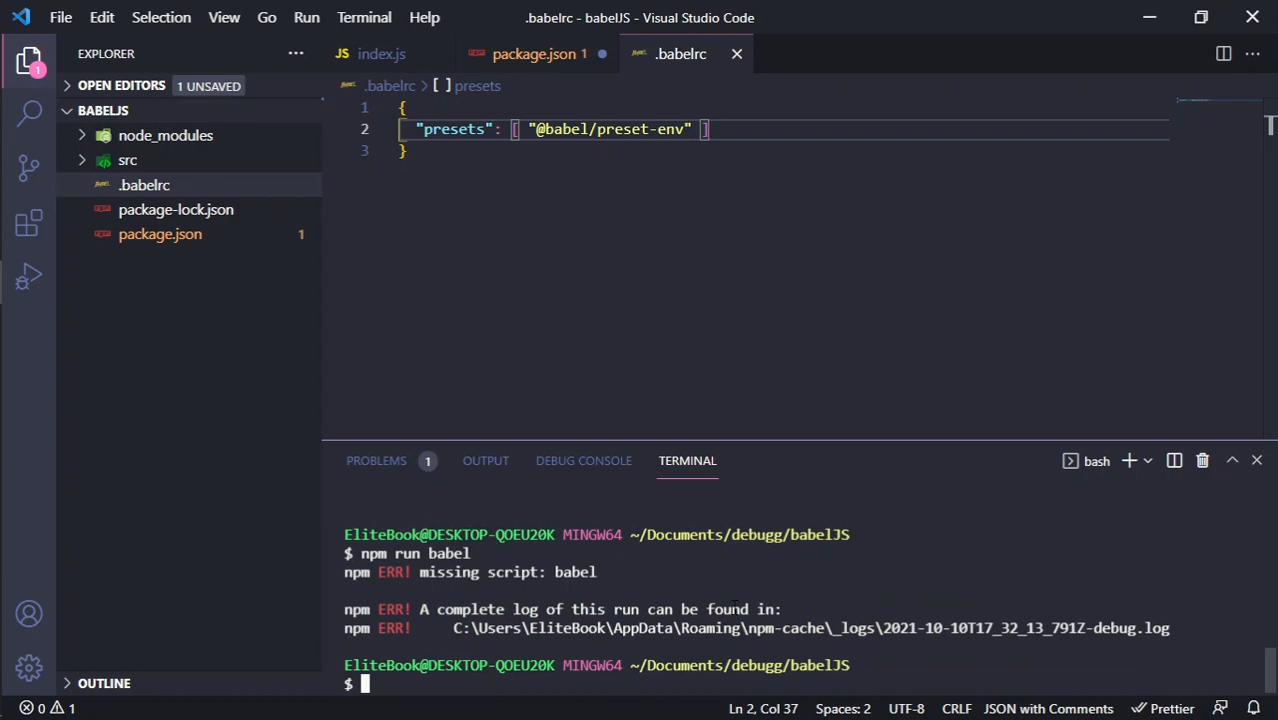 File Edit Selection View Go Run Terminal Help .babelrc - babelJS - Visual Studio Code
EXPLORER
JS index.js package.json 1 .babelrc
OPEN EDITORS 1 UNSAVED
.babelrc > [ ] presets
BABELJS
node_modules
src
.babelrc
package-lock.json
package.json 1
1 {
2 "presets": [ "@babel/preset-env" ]
3 }
1
PROBLEMS 1 OUTPUT DEBUG CONSOLE TERMINAL bash
EliteBook@DESKTOP-QOEU20K MINGW64 ~/Documents/debugg/babelJS
$ npm run babel
npm ERR! missing script: babel
npm ERR! A complete log of this run can be found in:
npm ERR! C:\Users\EliteBook\AppData\Roaming\npm-cache\_logs\2021-10-10T17_32_13_791Z-debug.log
EliteBook@DESKTOP-QOEU20K MINGW64 ~/Documents/debugg/babelJS
$
OUTLINE
0 1 Ln 2, Col 37 Spaces: 2 UTF-8 CRLF JSON with Comments Prettier